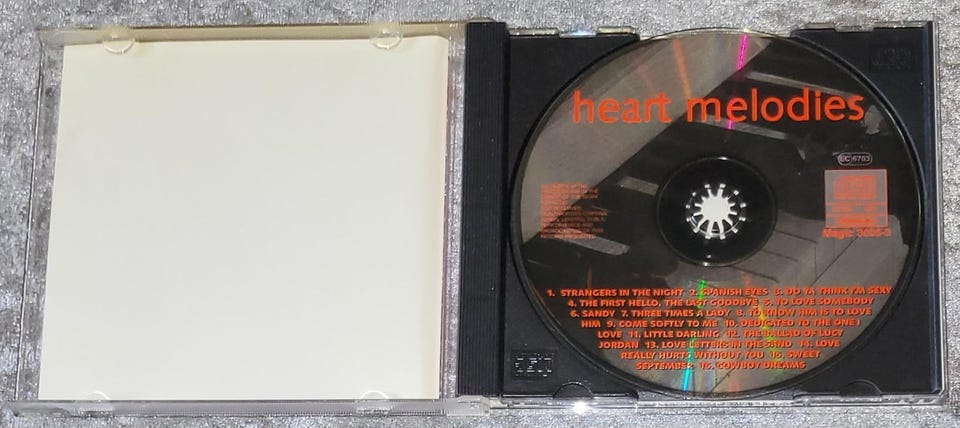 heart melodies
LC 6703
Magic 3005-3
1. STRANGERS IN THE NIGHT 2. SPANISH EYES 3. DO YA THINK I'M SEXY
4. THE FIRST HELLO, THE LAST GOODBYE 5. TO LOVE SOMEBODY
6. SANDY 7. THREE TIMES A LADY 8. TO KNOW HIM IS TO LOVE
HIM 9. COME SOFTLY TO ME 10. DEDICATED TO THE ONE I
LOVE 11. LITTLE DARLING 12. THE BALLAD OF LUCY
JORDAN 13. LOVE LETTERS IN THE SAND 14. LOVE
REALLY HURTS WITHOUT YOU 15. SWEET
SEPTEMBER 16. COWBOY DREAMS